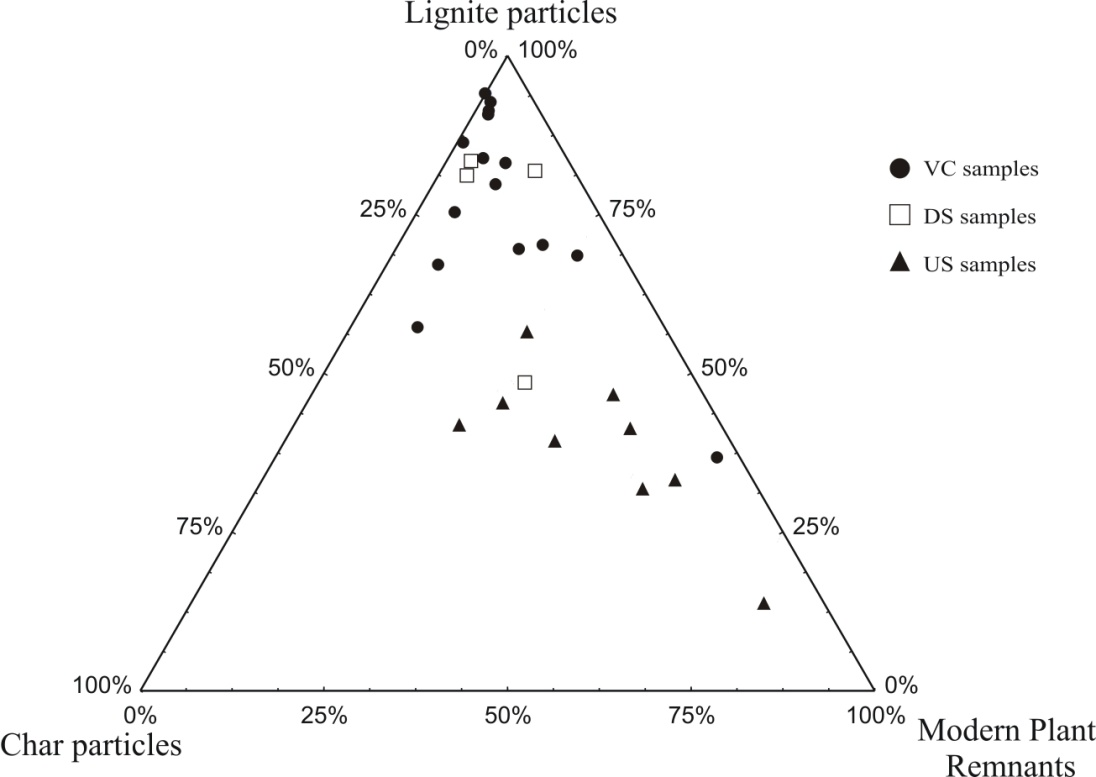 Lignite particles
0% 100%
VC samples
25% 75%
DS samples
US samples
50% 50%
75% 25%
100% 0%
0% 25% 50% 75% 100%
Char particles
Modern Plant
Remnants